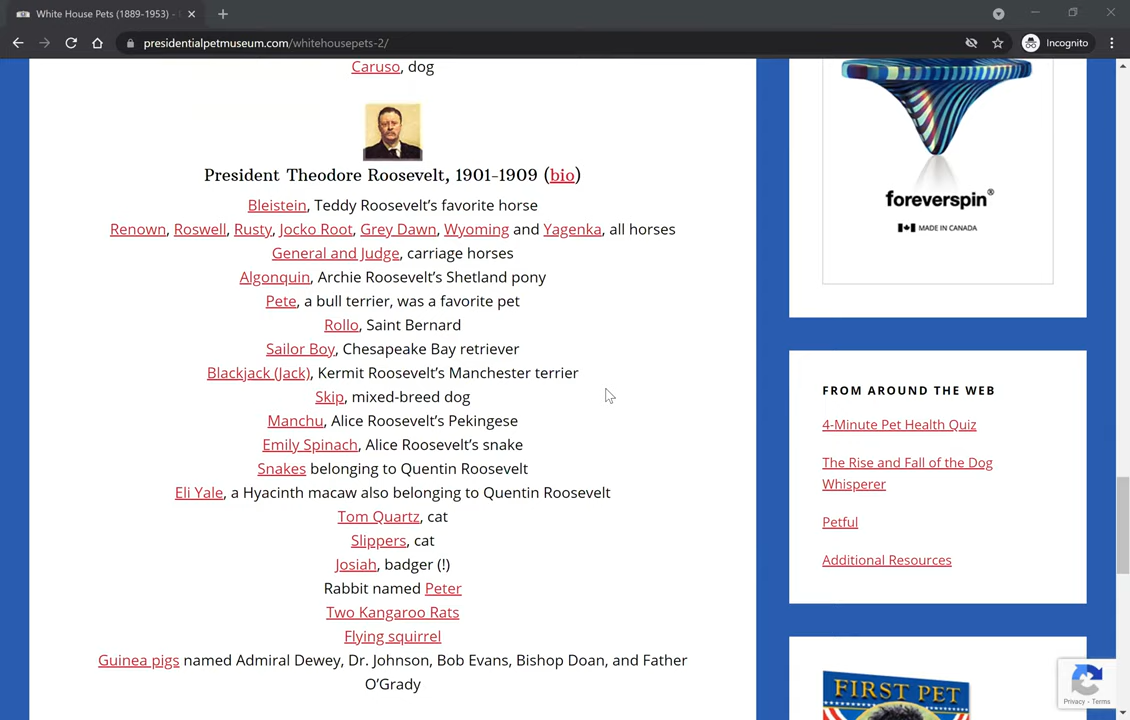 White House Pets (1889-1953) -
presidentialpetmuseum.com/whitehousepets-2/
Incognito
Caruso, dog
President Theodore Roosevelt, 1901-1909 (bio)
Bleistein, Teddy Roosevelt's favorite horse
Renown, Roswell, Rusty, Jocko Root, Grey Dawn, Wyoming and Yagenka, all horses
General and Judge, carriage horses
Algonquin, Archie Roosevelt's Shetland pony
Pete, a bull terrier, was a favorite pet
Rollo, Saint Bernard
Sailor Boy, Chesapeake Bay retriever
Blackjack (Jack), Kermit Roosevelt's Manchester terrier
Skip, mixed-breed dog
Manchu, Alice Roosevelt's Pekingese
Emily Spinach, Alice Roosevelt's snake
Snakes belonging to Quentin Roosevelt
Eli Yale, a Hyacinth macaw also belonging to Quentin Roosevelt
Tom Quartz, cat
Slippers, cat
Josiah, badger (!)
Rabbit named Peter
Two Kangaroo Rats
Flying squirrel
Guinea pigs named Admiral Dewey, Dr. Johnson, Bob Evans, Bishop Doan, and Father
O'Grady
foreverspin®
MADE IN CANADA
FROM AROUND THE WEB
4-Minute Pet Health Quiz
The Rise and Fall of the Dog
Whisperer
Petful
Additional Resources
FIRST PET
Privacy - Terms